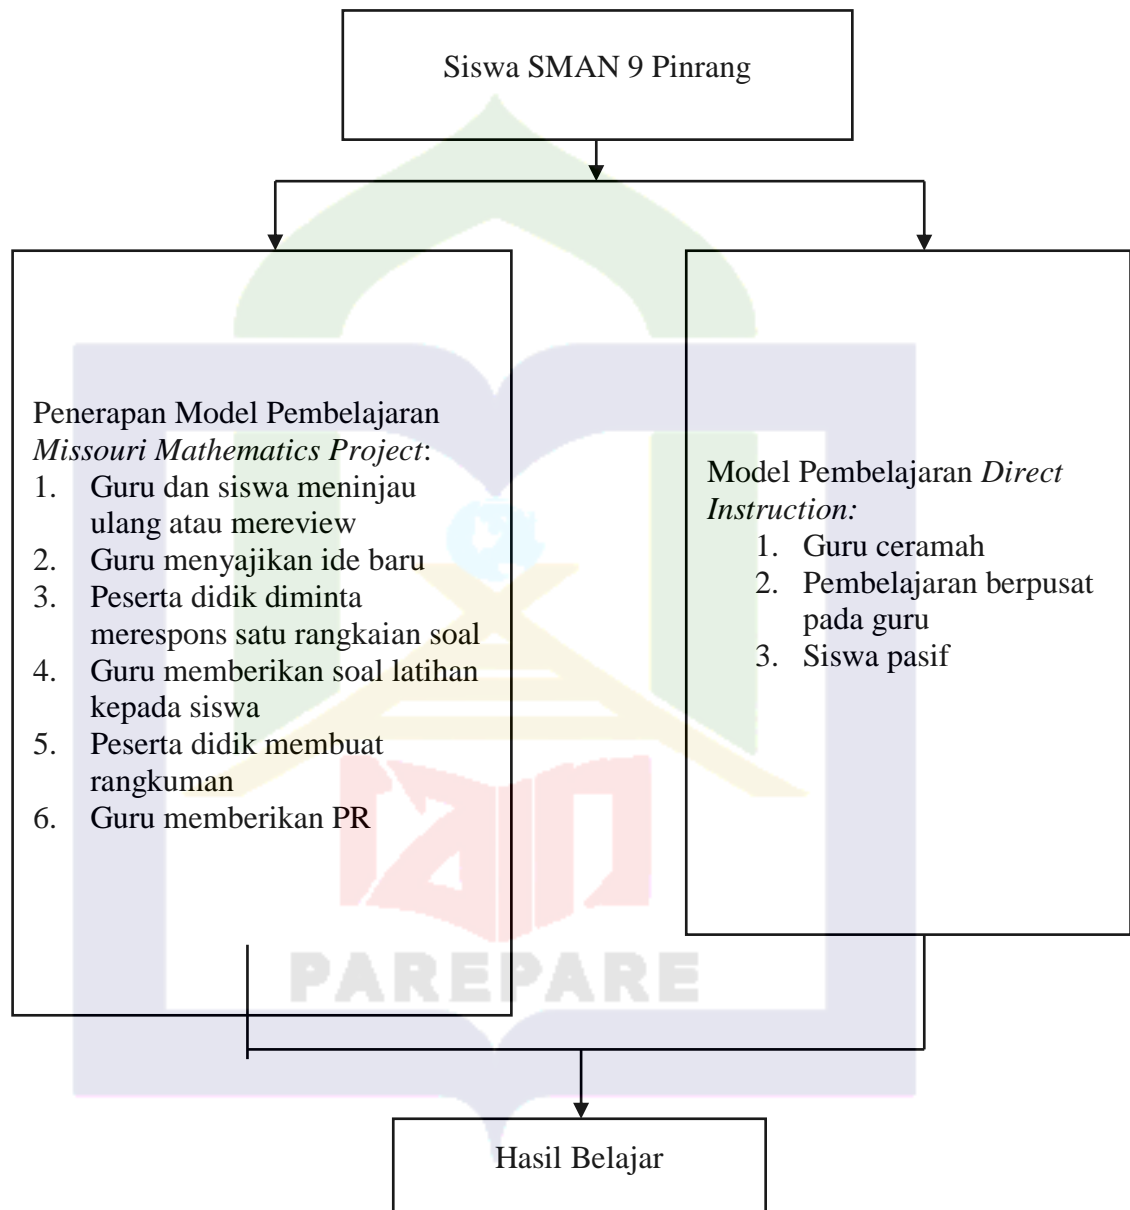 Siswa SMAN 9 Pinrang
Penerapan Model Pembelajaran
Missouri Mathematics Project:
1. Guru dan siswa meninjau
ulang atau mereview
2. Guru menyajikan ide baru
3. Peserta didik diminta
merespons satu rangkaian soal
4. Guru memberikan soal latihan
kepada siswa
5. Peserta didik membuat
rangkuman
6. Guru memberikan PR
Model Pembelajaran Direct
Instruction:
1. Guru ceramah
2. Pembelajaran berpusat
pada guru
3. Siswa pasif
PAREPARE
Hasil Belajar